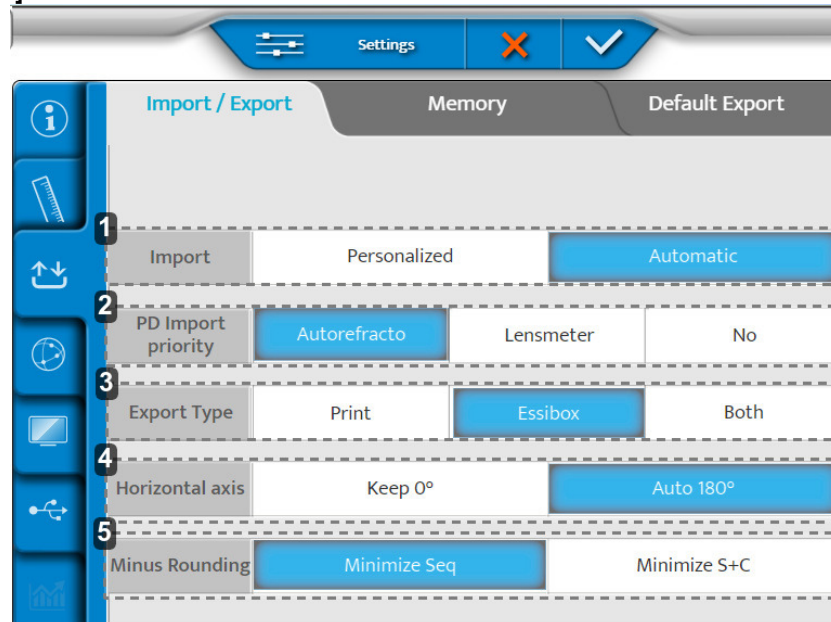 Settings
Import / Export Memory Default Export
1
Import Personalized Automatic
2
PD Import priority Autorefracto Lensmeter No
3
Export Type Print Essibox Both
4
Horizontal axis Keep 0° Auto 180°
5
Minus Rounding Minimize Seq Minimize S+C